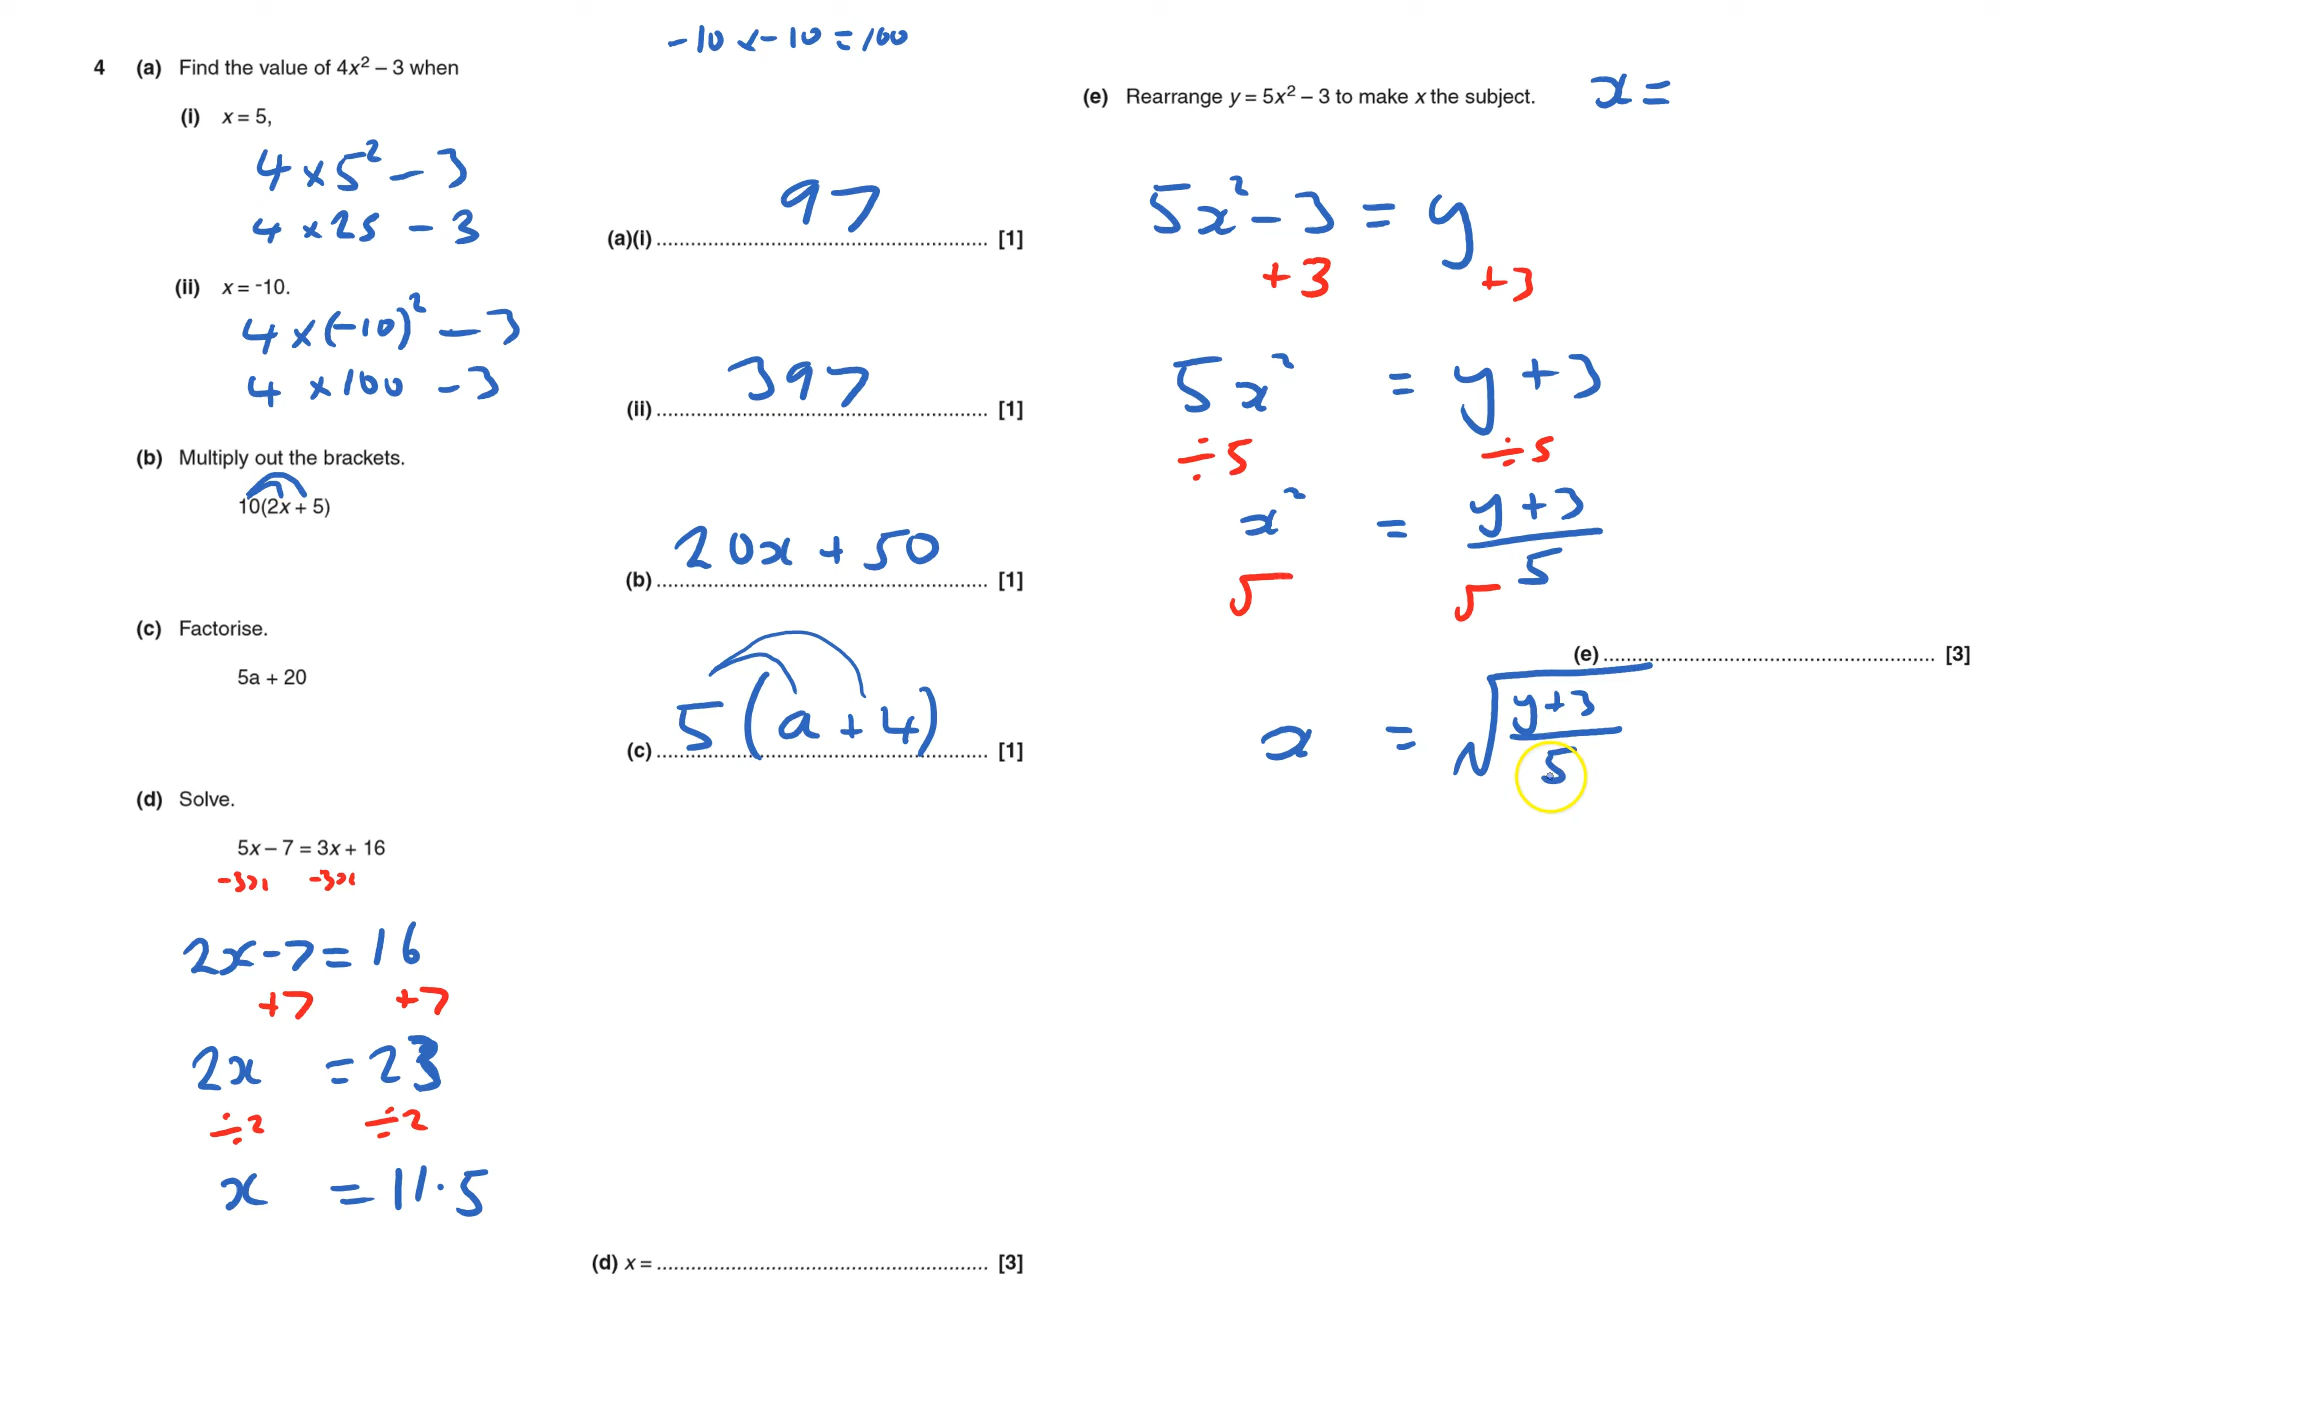 -10 x -10 = 100
4 (a) Find the value of 4x² – 3 when
(i) x = 5,
4 × 5² - 3
4 × 25 - 3
97
(a)(i) ............................................................ [1]
(ii) x = -10.
4 × (-10)² - 3
4 × 100 - 3
397
(ii) ............................................................ [1]
(b) Multiply out the brackets.
10(2x + 5)
20x + 50
(b) ............................................................ [1]
(c) Factorise.
5a + 20
5(a + 4)
(c) ............................................................ [1]
(d) Solve.
5x – 7 = 3x + 16
-3x -3x
2x - 7 = 16
+7 +7
2x = 23
÷2 ÷2
x = 11.5
(d) x = ............................................................ [3]
(e) Rearrange y = 5x² – 3 to make x the subject. x =
5x² - 3 = y
+3 +3
5x² = y + 3
÷5 ÷5
x² = y + 3
5
√ √
(e) ............................................................ [3]
x = √ y + 3
5